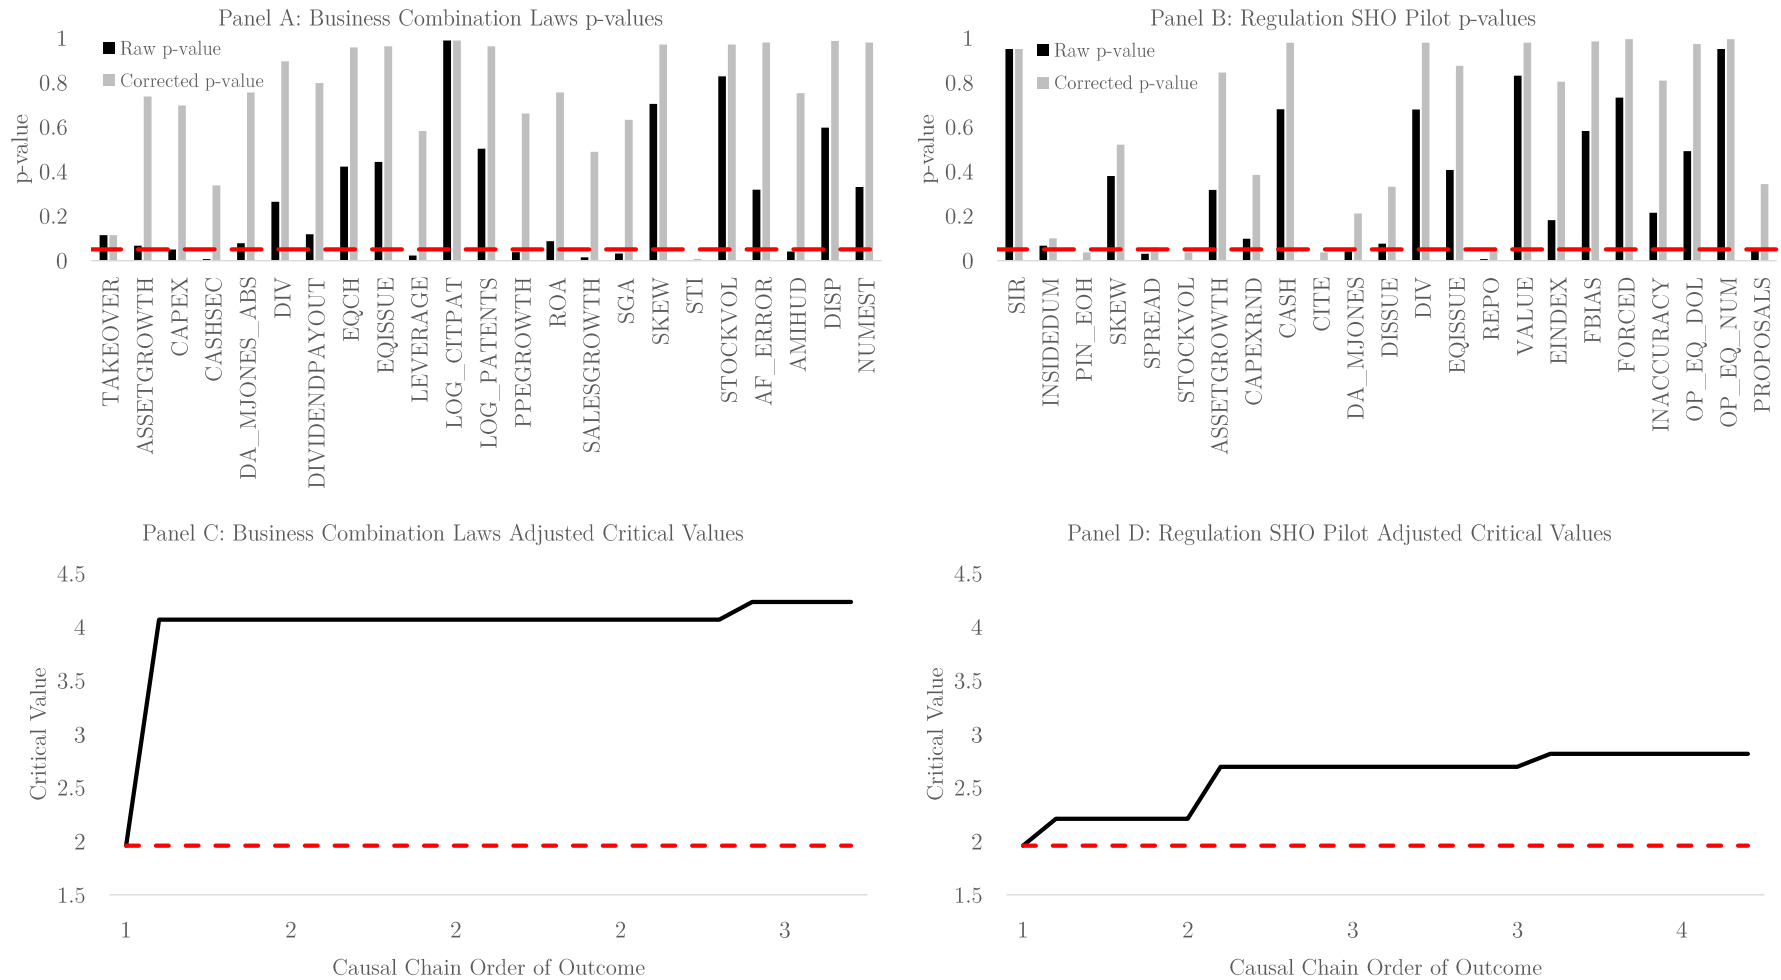 Panel A: Business Combination Laws p-values
Raw p-value
Corrected p-value
p-value
1
0.8
0.6
0.4
0.2
0
TAKEOVER
ASSETGROWTH
CAPEX
CASHSEC
DA_MJONES_ABS
DIV
DIVIDENDPAYOUT
EQCH
EQISSUE
LEVERAGE
LOG_CITPAT
LOG_PATENTS
PPEGROWTH
ROA
SALESGROWTH
SGA
SKEW
STI
STOCKVOL
AF_ERROR
AMIHUD
DISP
NUMEST
Panel B: Regulation SHO Pilot p-values
Raw p-value
Corrected p-value
p-value
1
0.8
0.6
0.4
0.2
0
SIR
INSIDEDUM
PIN_EOH
SKEW
SPREAD
STOCKVOL
ASSETGROWTH
CAPEXRND
CASH
CITE
DA_MJONES
DISSUE
DIV
EQISSUE
REPO
VALUE
EINDEX
FBIAS
FORCED
INACCURACY
OP_EQ_DOL
OP_EQ_NUM
PROPOSALS
Panel C: Business Combination Laws Adjusted Critical Values
Critical Value
4.5
4
3.5
3
2.5
2
1.5
1 2 2 2 3
Causal Chain Order of Outcome
Panel D: Regulation SHO Pilot Adjusted Critical Values
Critical Value
4.5
4
3.5
3
2.5
2
1.5
1 2 3 3 4
Causal Chain Order of Outcome